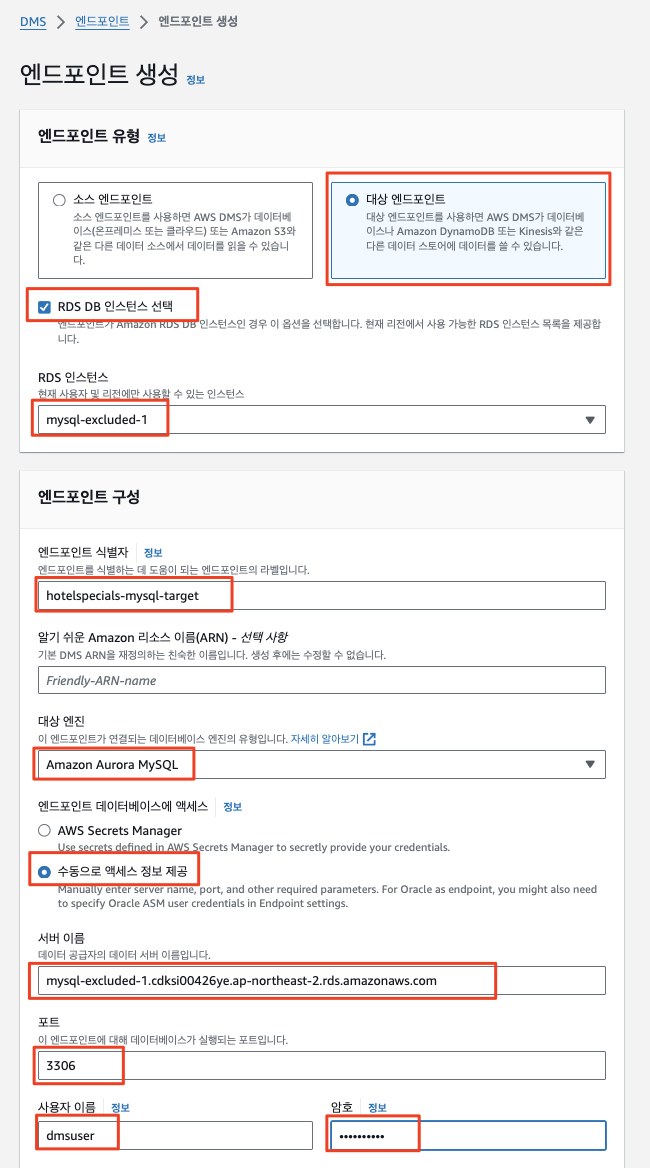 DMS > 엔드포인트 > 엔드포인트 생성
엔드포인트 생성 정보
엔드포인트 유형 정보
소스 엔드포인트
소스 엔드포인트를 사용하면 AWS DMS가 데이터베
이스(온프레미스 또는 클라우드) 또는 Amazon S3와
같은 다른 데이터 소스에서 데이터를 읽을 수 있습니
다.
대상 엔드포인트
대상 엔드포인트를 사용하면 AWS DMS가 데이터베
이스나 Amazon DynamoDB 또는 Kinesis와 같은
다른 데이터 스토어에 데이터를 쓸 수 있습니다.
RDS DB 인스턴스 선택
엔드포인트가 Amazon RDS DB 인스턴스인 경우 이 옵션을 선택합니다. 현재 리전에서 사용 가능한 RDS 인스턴스 목록을 제공합
니다.
RDS 인스턴스
현재 사용자 및 리전에만 사용할 수 있는 인스턴스
mysql-excluded-1
엔드포인트 구성
엔드포인트 식별자 정보
엔드포인트를 식별하는 데 도움이 되는 엔드포인트의 라벨입니다.
hotelspecials-mysql-target
알기 쉬운 Amazon 리소스 이름(ARN) - 선택 사항
기본 DMS ARN을 재정의하는 친숙한 이름입니다. 생성 후에는 수정할 수 없습니다.
Friendly-ARN-name
대상 엔진
이 엔드포인트가 연결되는 데이터베이스 엔진의 유형입니다. 자세히 알아보기
Amazon Aurora MySQL
엔드포인트 데이터베이스에 액세스 정보
AWS Secrets Manager
Use secrets defined in AWS Secrets Manager to secretly provide your credentials.
수동으로 액세스 정보 제공
Manually enter server name, port, and other required parameters. For Oracle as endpoint, you might also need
to specify Oracle ASM user credentials in Endpoint settings.
서버 이름
데이터 공급자의 데이터 서버 이름입니다.
mysql-excluded-1.cdksi00426ye.ap-northeast-2.rds.amazonaws.com
포트
이 엔드포인트에 대해 데이터베이스가 실행되는 포트입니다.
3306
사용자 이름 정보
dmsuser
암호 정보
••••••••••